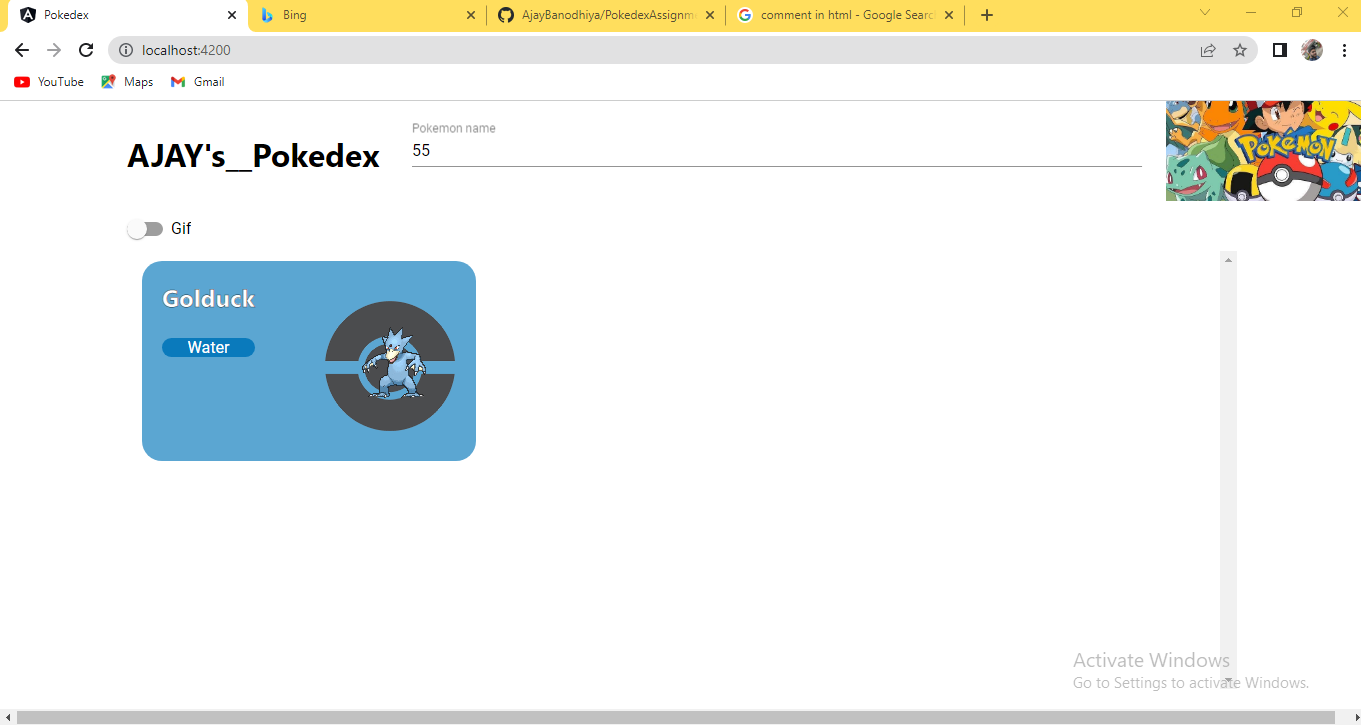 Pokedex
Bing
AjayBanodhiya/PokedexAssignm
comment in html - Google Searc
localhost:4200
YouTube
Maps
Gmail
Pokemon name
AJAY's__Pokedex
55
POKéMON
Gif
Golduck
Water
Activate Windows
Go to Settings to activate Windows.